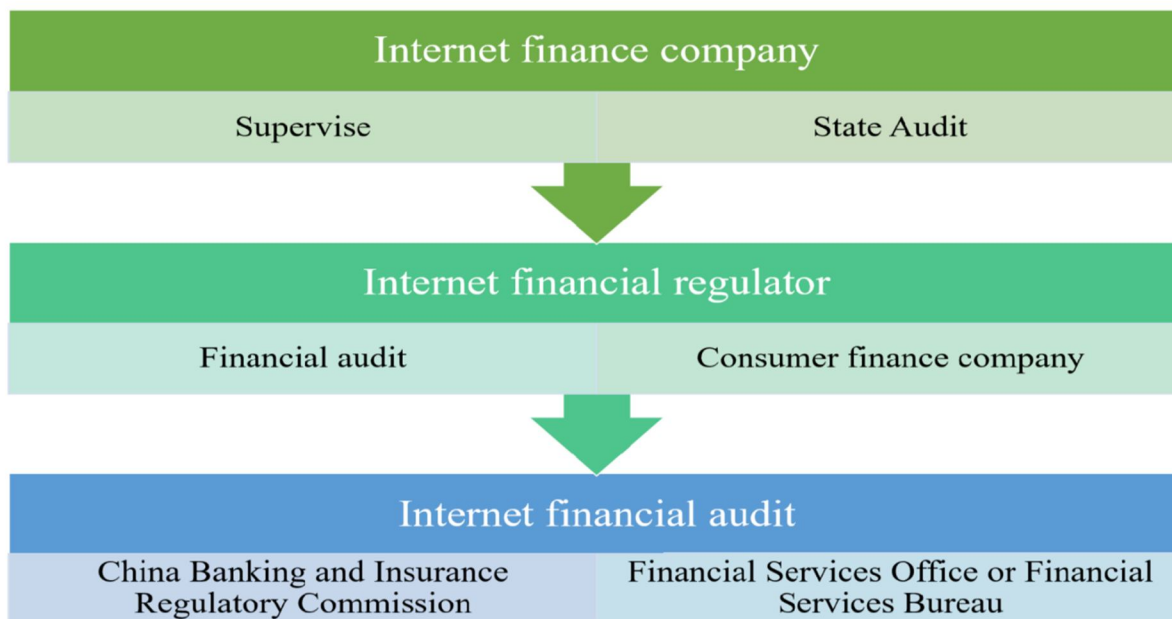 Internet finance company
Supervise
State Audit
Internet financial regulator
Financial audit
Consumer finance company
Internet financial audit
China Banking and Insurance
Regulatory Commission
Financial Services Office or Financial
Services Bureau